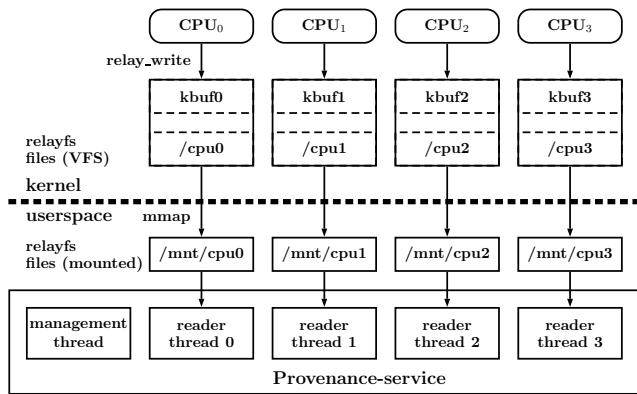 CPU₀ CPU₁ CPU₂ CPU₃
relay_write
kbuf0 kbuf1 kbuf2 kbuf3
relayfs
files (VFS)
/cpu0 /cpu1 /cpu2 /cpu3
kernel
userspace mmap
relayfs
files (mounted)
/mnt/cpu0 /mnt/cpu1 /mnt/cpu2 /mnt/cpu3
management
thread
reader
thread 0
reader
thread 1
reader
thread 2
reader
thread 3
Provenance-service